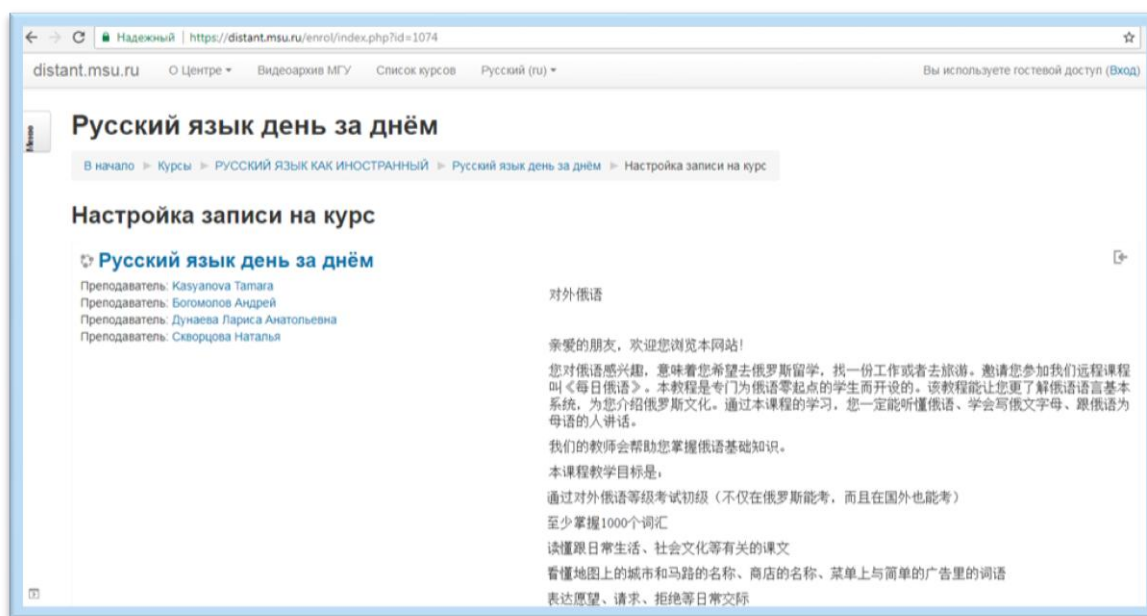 Надежный | https://distant.msu.ru/enrol/index.php?id=1074
distant.msu.ru О Центре Видеоархив МГУ Список курсов Русский (ru) Вы используете гостевой доступ (Вход)
Меню
Русский язык день за днём
В начало Курсы РУССКИЙ ЯЗЫК КАК ИНОСТРАННЫЙ Русский язык день за днём Настройка записи на курс
Настройка записи на курс
Русский язык день за днём
Преподаватель: Kasyanova Tamara
Преподаватель: Богомолов Андрей
Преподаватель: Дунаева Лариса Анатольевна
Преподаватель: Скворцова Наталья
对外俄语
亲爱的朋友，欢迎您浏览本网站！
您对俄语感兴趣，意味着您希望去俄罗斯留学，找一份工作或者去旅游。邀请您参加我们远程课程
叫《每日俄语》。本教程是专门为俄语零起点的学生而开设的。该教程能让您更了解俄语语言基本
系统，为您介绍俄罗斯文化。通过本课程的学习，您一定能听懂俄语、学会写俄文字母、跟俄语为
母语的人讲话。
我们的教师会帮助您掌握俄语基础知识。
本课程教学目标是：
通过对外俄语等级考试初级（不仅在俄罗斯能考，而且在国外也能考）
至少掌握1000个词汇
读懂跟日常生活、社会文化等有关的课文
看懂地图上的城市和马路的名称、商店的名称、菜单上与简单的广告里的词语
表达愿望、请求、拒绝等日常交际